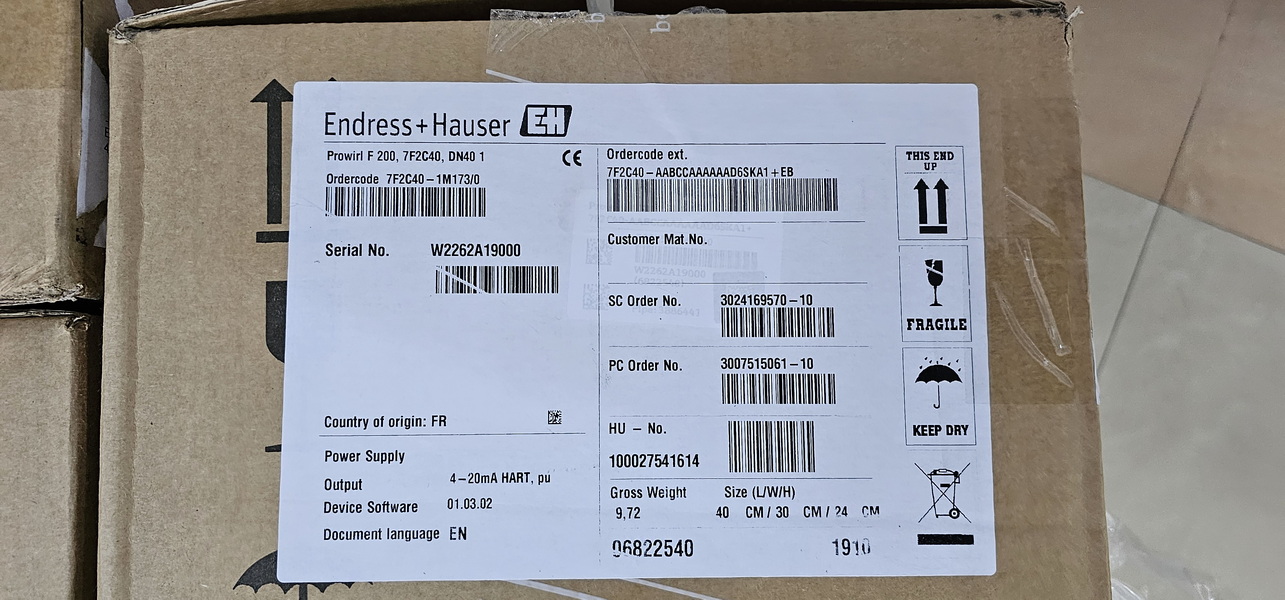 Endress+Hauser EH
Prowirl F 200, 7F2C40, DN40 1
CE
Ordercode 7F2C40-1M173/0
Serial No. W2262A19000
Country of origin: FR
Power Supply
Output 4-20mA HART, pu
Device Software 01.03.02
Document language EN
Ordercode ext.
7F2C40-AABCCAAAAAAD6SKA1+EB
Customer Mat.No.
W2262A19000
SC Order No. 3024169570-10
PC Order No. 3007515061-10
HU - No.
100027541614
Gross Weight Size (L/W/H)
9,72 40 CM / 30 CM / 24 CM
06822540 1910
THIS END
UP
FRAGILE
KEEP DRY